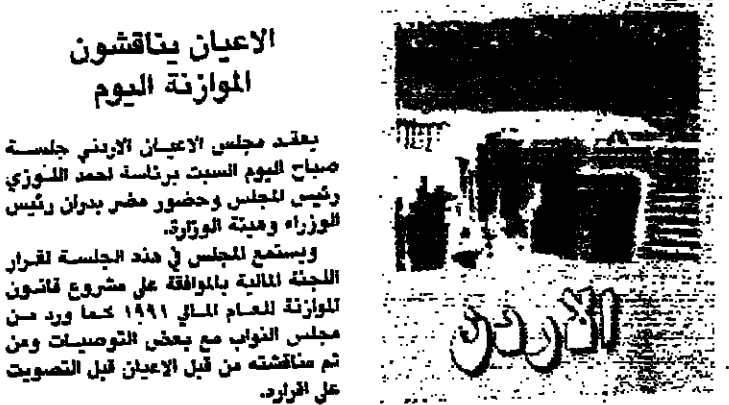 الاعيان يناقشون
الموازنة اليوم
يعقد مجلس الاعيان الاردني جلسة
صباح اليوم السبت برئاسة احمد اللوزي
رئيس المجلس وحضور مضر بدران رئيس
الوزراء وهيئة الوزارة.
ويستمع المجلس في هذه الجلسة لقرار
اللجنة المالية بالموافقة على مشروع قانون
الموازنة للعام المالي ١٩٩١ كما ورد من
مجلس النواب مع بعض التوصيات ومن
ثم مناقشته من قبل الاعيان قبل التصويت
على اقراره.
الأردن